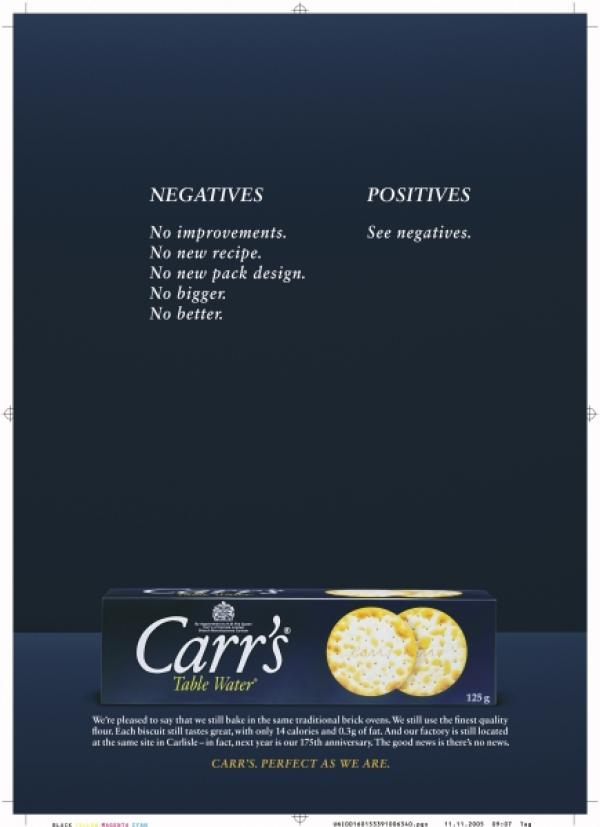 NEGATIVES
No improvements.
No new recipe.
No new pack design.
No bigger.
No better.
POSITIVES
See negatives.
Carr's
Table Water
Carr's®
Table Water®
125g
We're pleased to say that we still bake in the same traditional brick ovens. We still use the finest quality
flour. Each biscuit still tastes great, with only 14 calories and 0.3g of fat. And our factory is still located
at the same site in Carlisle – in fact, next year is our 175th anniversary. The good news is there's no news.
CARR'S. PERFECT AS WE ARE.
BLACK YELLOW MAGENTA CYAN
11.11.2005 09:07 Tag